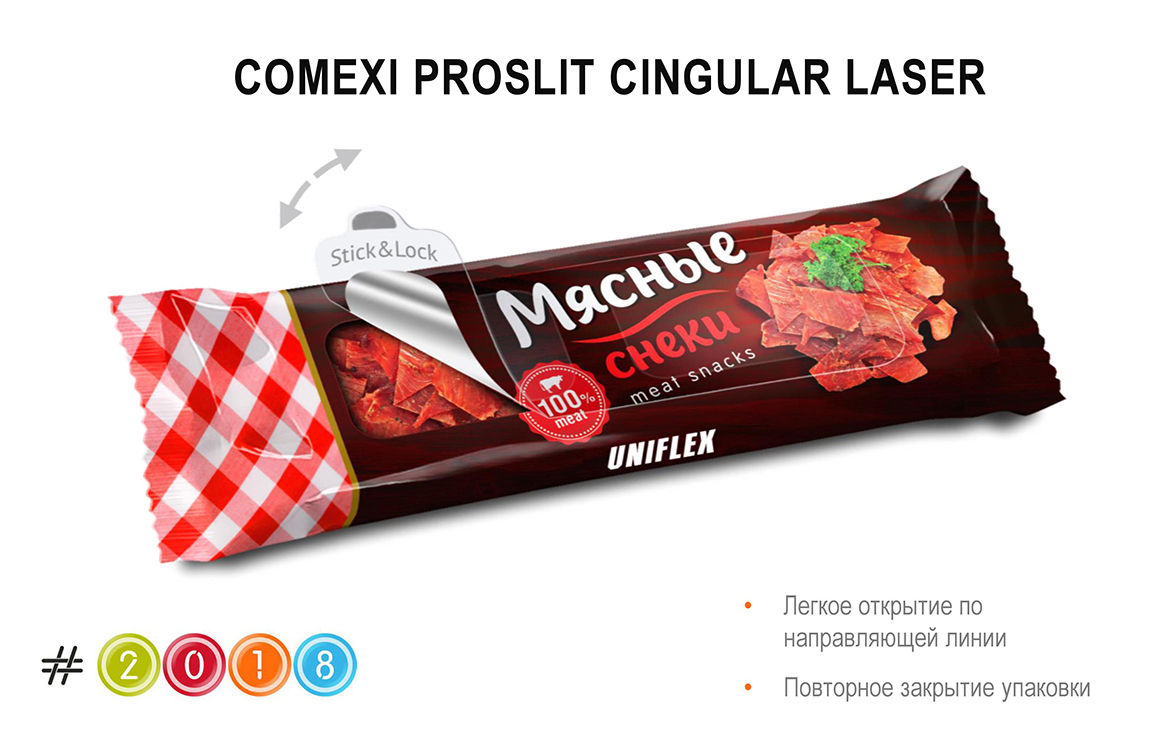 COMEXI PROSLIT CINGULAR LASER
Stick&Lock
Мясные
снеки
meat snacks
100%
meat
UNIFLEX
• Легкое открытие по
направляющей линии
• Повторное закрытие упаковки
# 2018